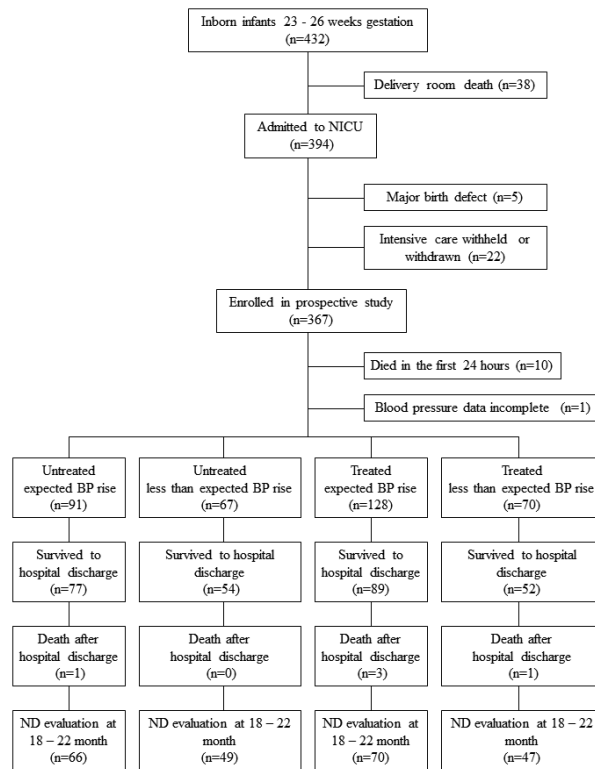 Inborn infants 23 - 26 weeks gestation
(n=432)
Delivery room death (n=38)
Admitted to NICU
(n=394)
Major birth defect (n=5)
Intensive care withheld or
withdrawn (n=22)
Enrolled in prospective study
(n=367)
Died in the first 24 hours (n=10)
Blood pressure data incomplete (n=1)
Untreated
expected BP rise
(n=91)
Untreated
less than expected BP rise
(n=67)
Treated
expected BP rise
(n=128)
Treated
less than expected BP rise
(n=70)
Survived to
hospital discharge
(n=77)
Survived to hospital
discharge
(n=54)
Survived to
hospital discharge
(n=89)
Survived to hospital
discharge
(n=52)
Death after
hospital discharge
(n=1)
Death after
hospital discharge
(n=0)
Death after
hospital discharge
(n=3)
Death after
hospital discharge
(n=1)
ND evaluation at
18 – 22 month
(n=66)
ND evaluation at 18 – 22
month
(n=49)
ND evaluation at
18 – 22 month
(n=70)
ND evaluation at 18 – 22
month
(n=47)